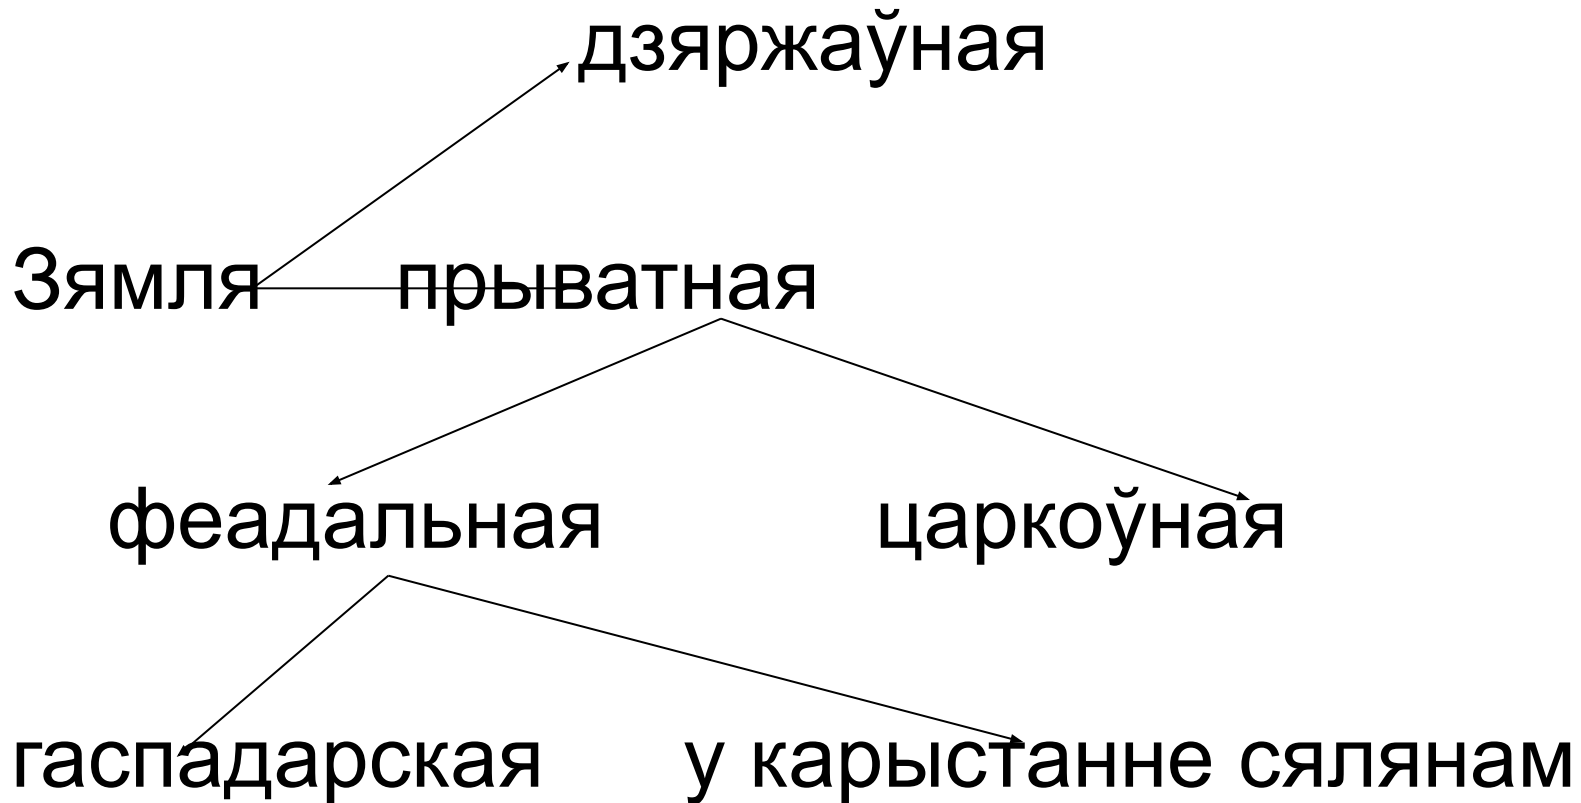 дзяржаўная
Зямля прыватная
феадальная царкоўная
гаспадарская у карыстанне сялянам